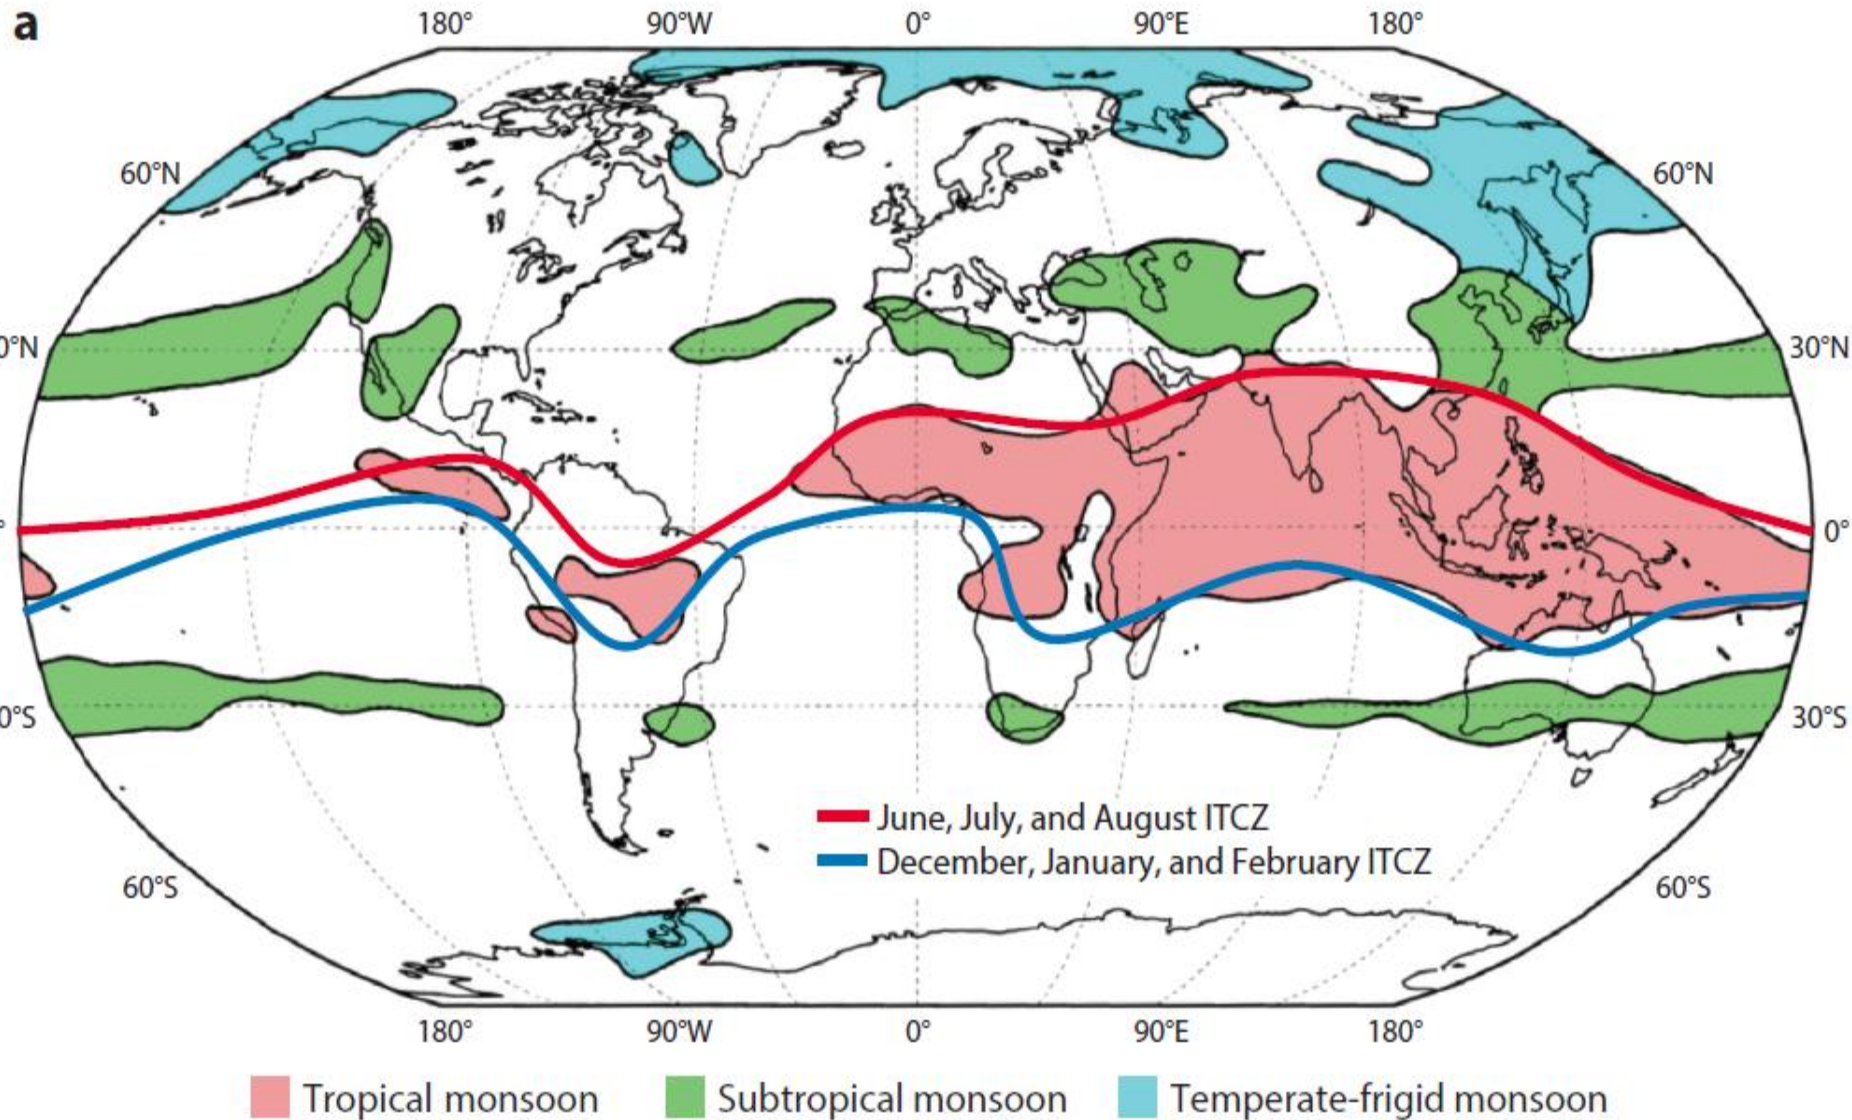 a
180° 90°W 0° 90°E 180°
60°N 60°N
0°N 30°N
° 0°
0°S 30°S
June, July, and August ITCZ
December, January, and February ITCZ
60°S 60°S
180° 90°W 0° 90°E 180°
Tropical monsoon Subtropical monsoon Temperate-frigid monsoon